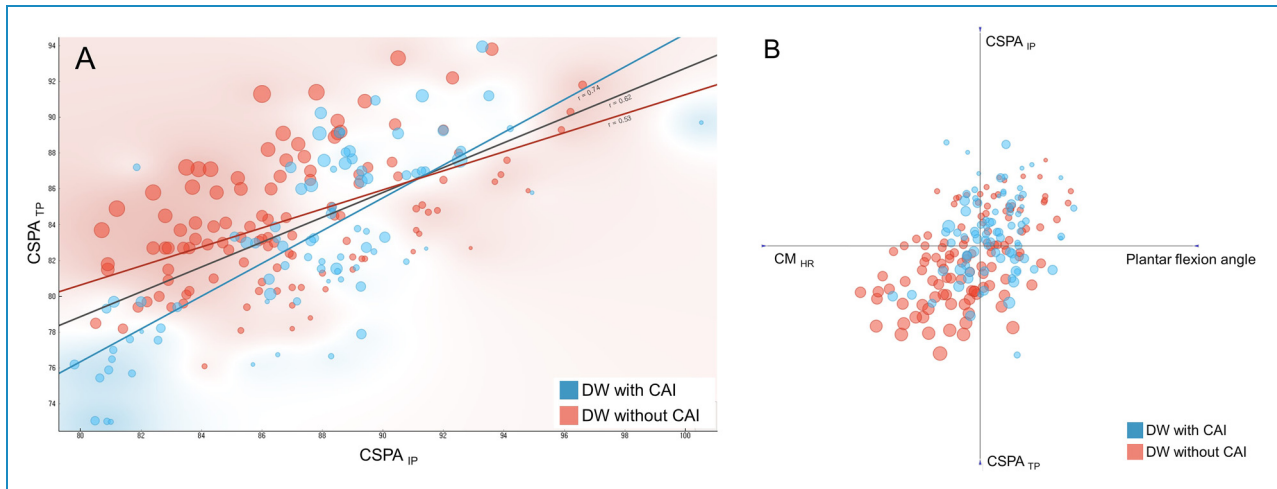 A
94
92
90
88
86
84
82
80
78
76
74
CSPA TP
80
82
84
86
88
90
92
94
96
98
100
CSPA IP
r = 0.74
r = 0.62
r = 0.53
DW with CAI
DW without CAI
B
CSPA IP
CM HR
Plantar flexion angle
CSPA TP
DW with CAI
DW without CAI